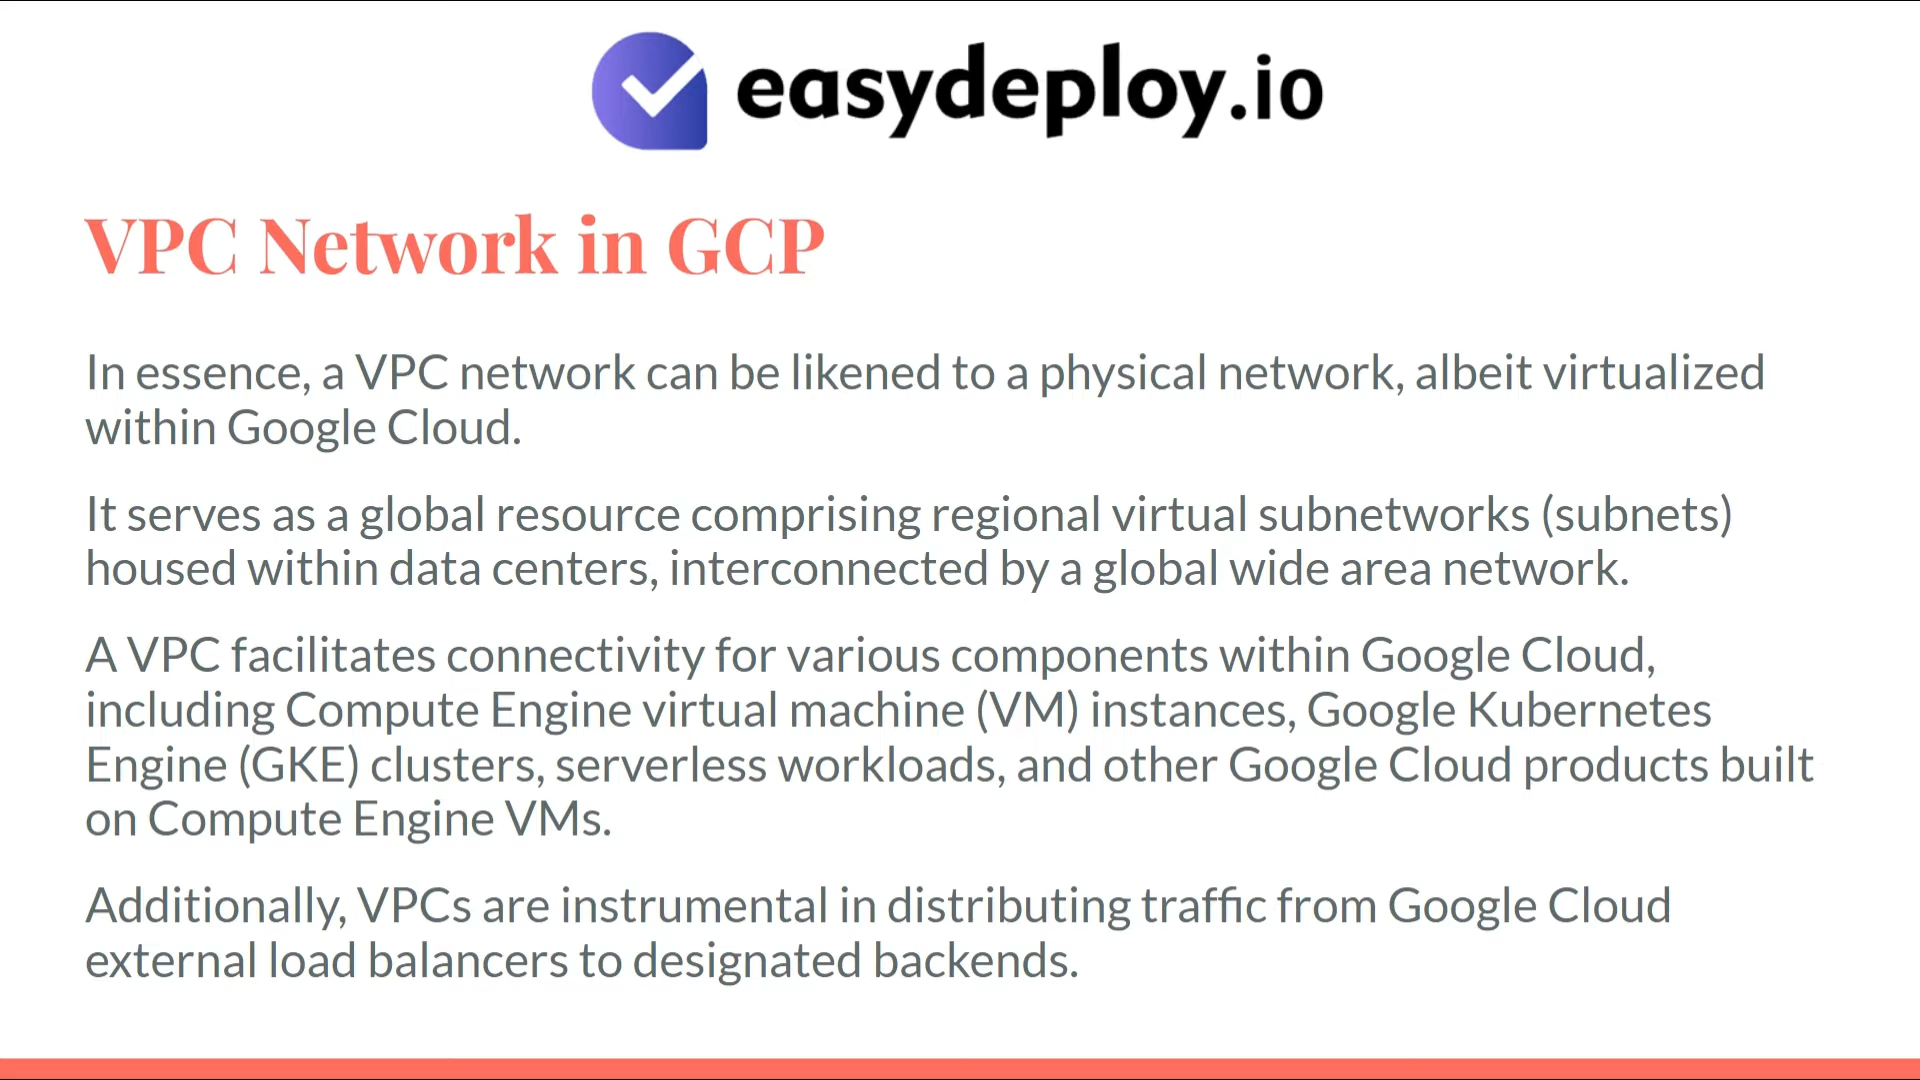 easydeploy.io
VPC Network in GCP
In essence, a VPC network can be likened to a physical network, albeit virtualized
within Google Cloud.
It serves as a global resource comprising regional virtual subnetworks (subnets)
housed within data centers, interconnected by a global wide area network.
A VPC facilitates connectivity for various components within Google Cloud,
including Compute Engine virtual machine (VM) instances, Google Kubernetes
Engine (GKE) clusters, serverless workloads, and other Google Cloud products built
on Compute Engine VMs.
Additionally, VPCs are instrumental in distributing traffic from Google Cloud
external load balancers to designated backends.